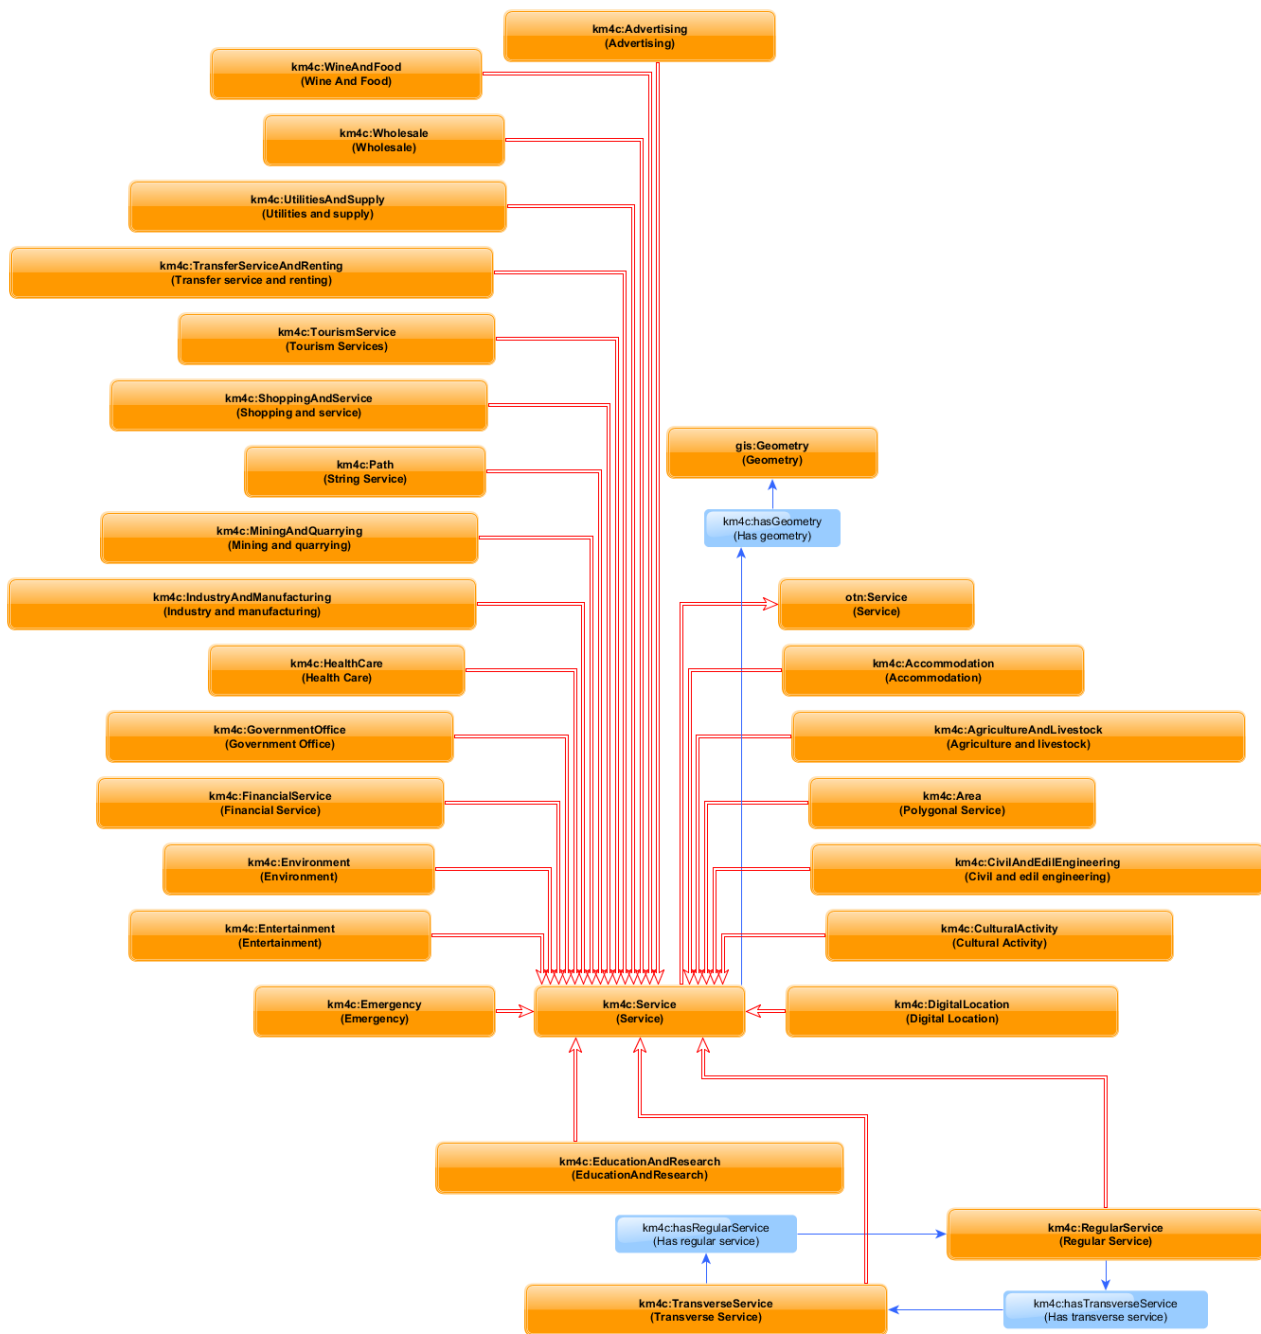 km4c:Advertising
(Advertising)
km4c:WineAndFood
(Wine And Food)
km4c:Wholesale
(Wholesale)
km4c:UtilitiesAndSupply
(Utilities and supply)
km4c:TransferServiceAndRenting
(Transfer service and renting)
km4c:TourismService
(Tourism Services)
km4c:ShoppingAndService
(Shopping and service)
gis:Geometry
(Geometry)
km4c:Path
(String Service)
km4c:hasGeometry
(Has geometry)
km4c:MiningAndQuarrying
(Mining and quarrying)
km4c:IndustryAndManufacturing
(Industry and manufacturing)
otn:Service
(Service)
km4c:HealthCare
(Health Care)
km4c:Accommodation
(Accommodation)
km4c:GovernmentOffice
(Government Office)
km4c:AgricultureAndLivestock
(Agriculture and livestock)
km4c:FinancialService
(Financial Service)
km4c:Area
(Polygonal Service)
km4c:Environment
(Environment)
km4c:CivilAndEdilEngineering
(Civil and edil engineering)
km4c:Entertainment
(Entertainment)
km4c:CulturalActivity
(Cultural Activity)
km4c:Emergency
(Emergency)
km4c:Service
(Service)
km4c:DigitalLocation
(Digital Location)
km4c:EducationAndResearch
(EducationAndResearch)
km4c:hasRegularService
(Has regular service)
km4c:RegularService
(Regular Service)
km4c:TransverseService
(Transverse Service)
km4c:hasTransverseService
(Has transverse service)